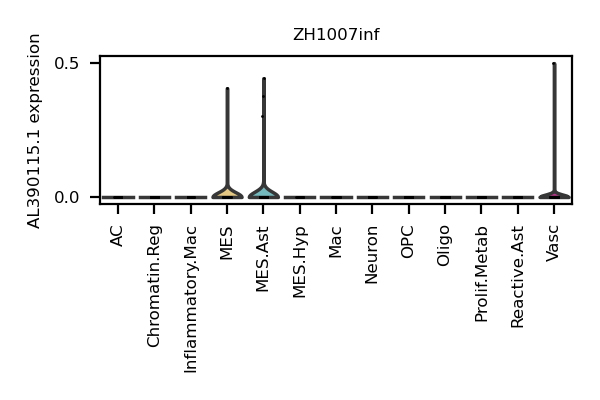 ZH1007inf
AL390115.1 expression
0.5
0.0
AC
Chromatin.Reg
Inflammatory.Mac
MES
MES.Ast
MES.Hyp
Mac
Neuron
OPC
Oligo
Prolif.Metab
Reactive.Ast
Vasc